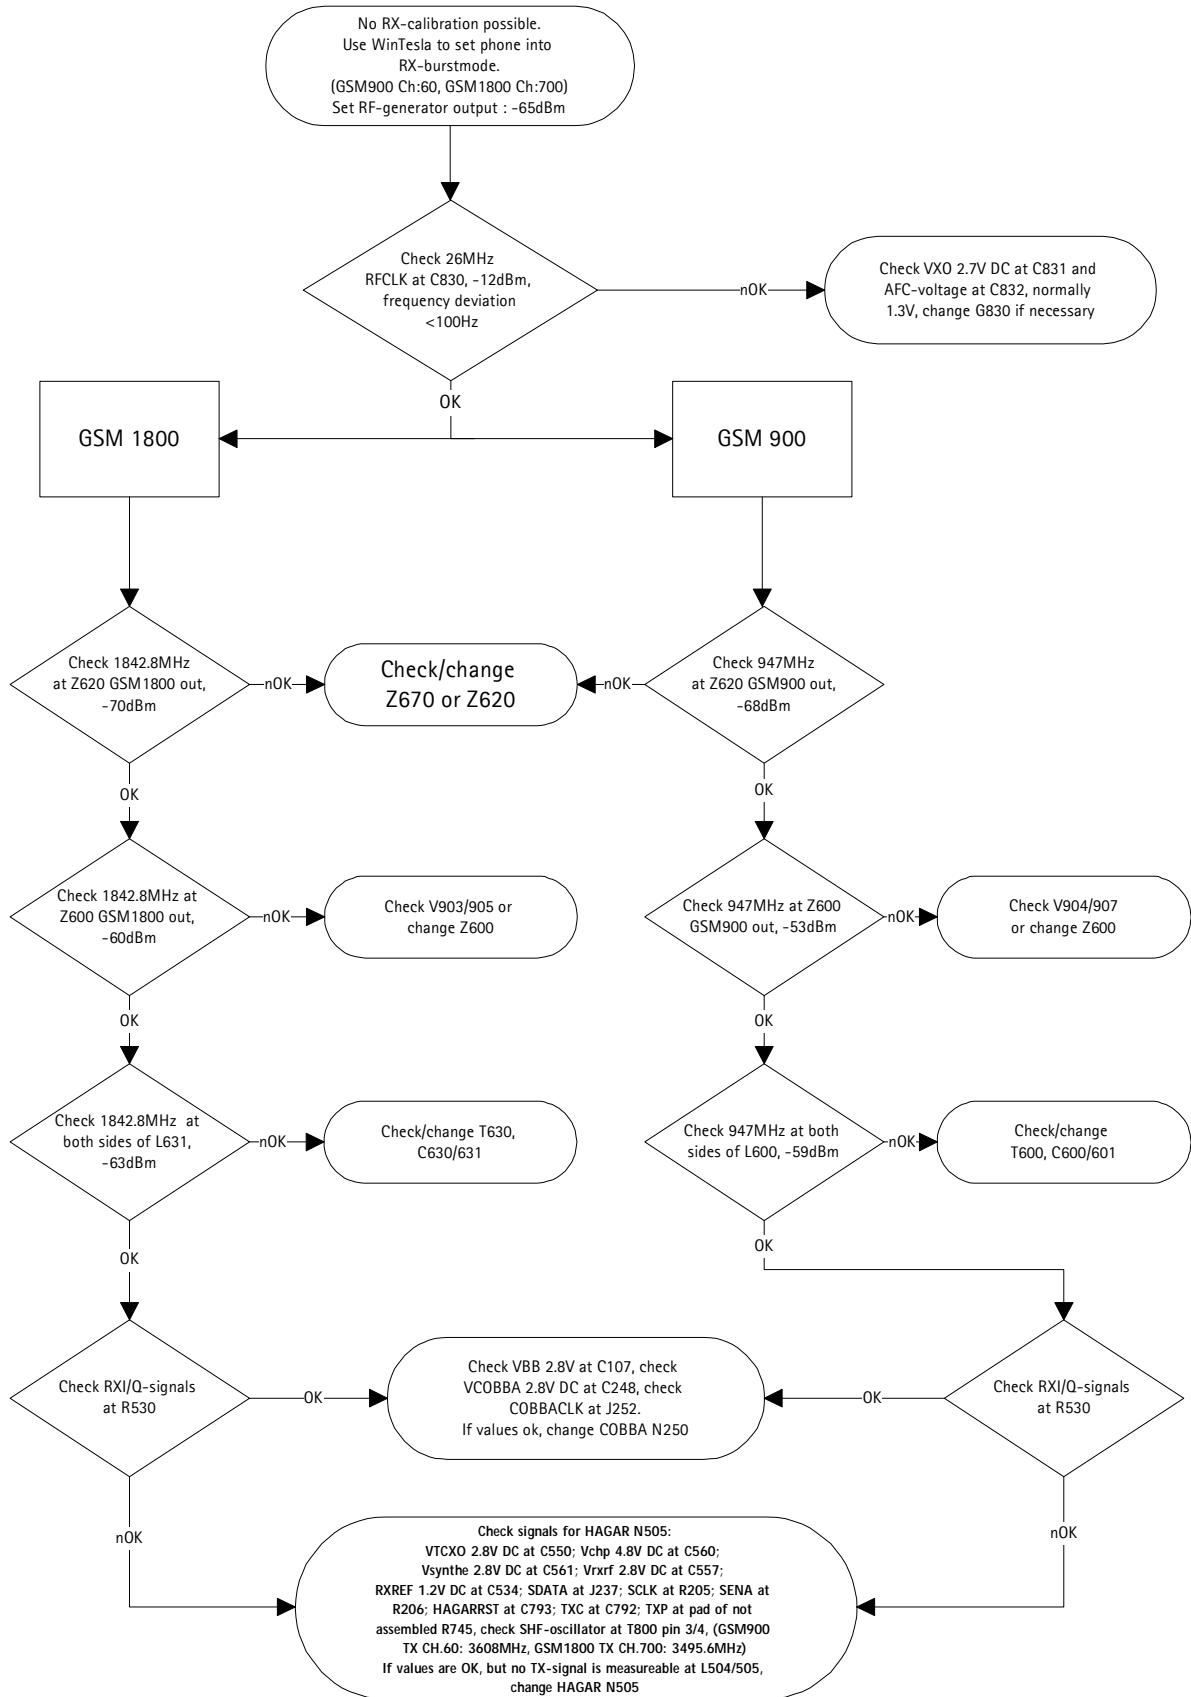 No RX-calibration possible.
Use WinTesla to set phone into
RX-burstmode.
(GSM900 Ch:60, GSM1800 Ch:700)
Set RF-generator output : -65dBm
Check 26MHz
RFCLK at C830, -12dBm,
frequency deviation
<100Hz
nOK
Check VXO 2.7V DC at C831 and
AFC-voltage at C832, normally
1.3V, change G830 if necessary
OK
GSM 1800
GSM 900
Check 1842.8MHz
at Z620 GSM1800 out,
-70dBm
nOK
Check/change
Z670 or Z620
nOK
Check 947MHz
at Z620 GSM900 out,
-68dBm
OK
OK
Check 1842.8MHz at
Z600 GSM1800 out,
-60dBm
nOK
Check V903/905 or
change Z600
Check 947MHz at Z600
GSM900 out, -53dBm
nOK
Check V904/907
or change Z600
OK
OK
Check 1842.8MHz at
both sides of L631,
-63dBm
nOK
Check/change T630,
C630/631
Check 947MHz at both
sides of L600, -59dBm
nOK
Check/change
T600, C600/601
OK
OK
Check RXI/Q-signals
at R530
OK
Check VBB 2.8V at C107, check
VCOBBA 2.8V DC at C248, check
COBBACLK at J252.
If values ok, change COBBA N250
OK
Check RXI/Q-signals
at R530
nOK
nOK
Check signals for HAGAR N505:
VTCXO 2.8V DC at C550; Vchp 4.8V DC at C560;
Vsynthe 2.8V DC at C561; Vrxrf 2.8V DC at C557;
RXREF 1.2V DC at C534; SDATA at J237; SCLK at R205; SENA at
R206; HAGARRST at C793; TXC at C792; TXP at pad of not
assembled R745, check SHF-oscillator at T800 pin 3/4, (GSM900
TX CH.60: 3608MHz, GSM1800 TX CH.700: 3495.6MHz)
If values are OK, but no TX-signal is measureable at L504/505,
change HAGAR N505